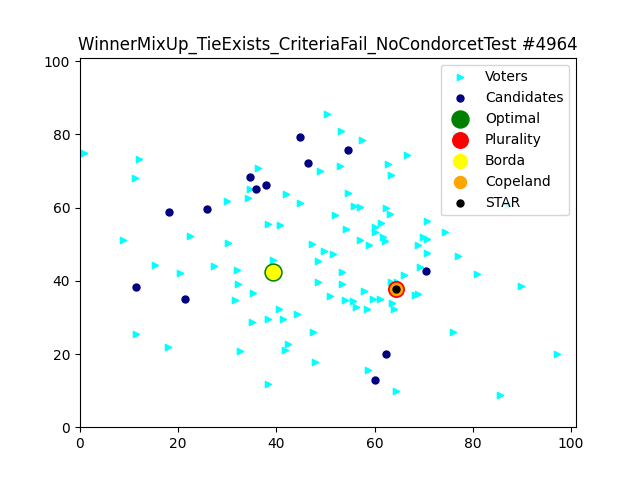 WinnerMixUp_TieExists_CriteriaFail_NoCondorcetTest #4964
100
80
60
40
20
0
0 20 40 60 80 100
Voters
Candidates
Optimal
Plurality
Borda
Copeland
STAR